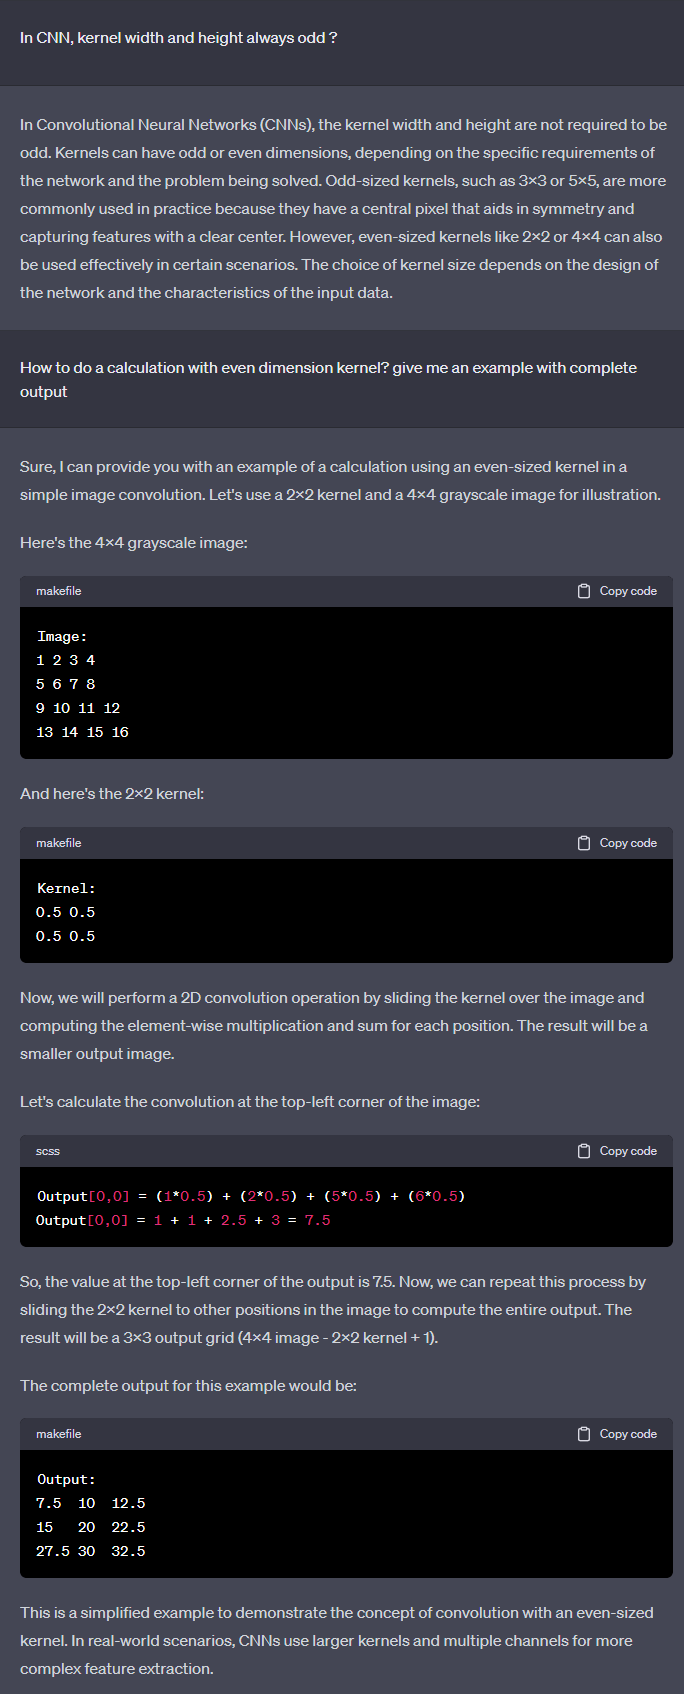 In CNN, kernel width and height always odd ?
In Convolutional Neural Networks (CNNs), the kernel width and height are not required to be
odd. Kernels can have odd or even dimensions, depending on the specific requirements of
the network and the problem being solved. Odd-sized kernels, such as 3×3 or 5×5, are more
commonly used in practice because they have a central pixel that aids in symmetry and
capturing features with a clear center. However, even-sized kernels like 2×2 or 4×4 can also
be used effectively in certain scenarios. The choice of kernel size depends on the design of
the network and the characteristics of the input data.
How to do a calculation with even dimension kernel? give me an example with complete
output
Sure, I can provide you with an example of a calculation using an even-sized kernel in a
simple image convolution. Let's use a 2×2 kernel and a 4×4 grayscale image for illustration.
Here's the 4×4 grayscale image:
makefile Copy code
Image:
1 2 3 4
5 6 7 8
9 10 11 12
13 14 15 16
And here's the 2×2 kernel:
makefile Copy code
Kernel:
0.5 0.5
0.5 0.5
Now, we will perform a 2D convolution operation by sliding the kernel over the image and
computing the element-wise multiplication and sum for each position. The result will be a
smaller output image.
Let's calculate the convolution at the top-left corner of the image:
scss Copy code
Output[0,0] = (1*0.5) + (2*0.5) + (5*0.5) + (6*0.5)
Output[0,0] = 1 + 1 + 2.5 + 3 = 7.5
So, the value at the top-left corner of the output is 7.5. Now, we can repeat this process by
sliding the 2×2 kernel to other positions in the image to compute the entire output. The
result will be a 3×3 output grid (4×4 image - 2×2 kernel + 1).
The complete output for this example would be:
makefile Copy code
Output:
7.5 10 12.5
15 20 22.5
27.5 30 32.5
This is a simplified example to demonstrate the concept of convolution with an even-sized
kernel. In real-world scenarios, CNNs use larger kernels and multiple channels for more
complex feature extraction.